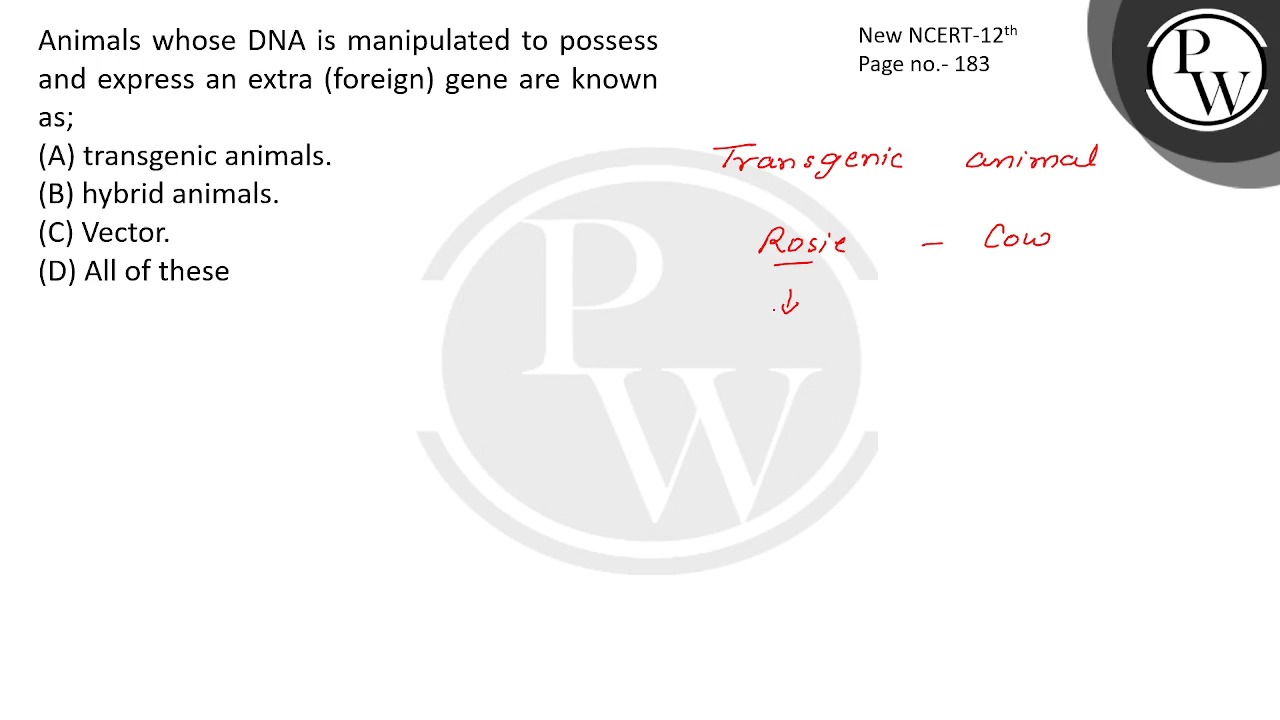 Animals whose DNA is manipulated to possess
and express an extra (foreign) gene are known
as;
(A) transgenic animals.
(B) hybrid animals.
(C) Vector.
(D) All of these
New NCERT-12th
Page no.- 183
PW
Transgenic animal
Rosie - Cow
↓
PW